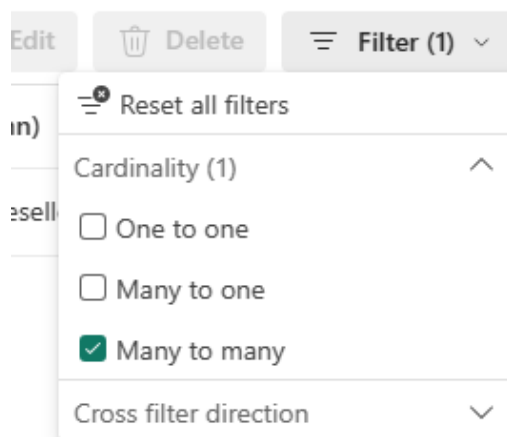 Edit Delete Filter (1)
Reset all filters
Cardinality (1)
One to one
Many to one
Many to many
Cross filter direction